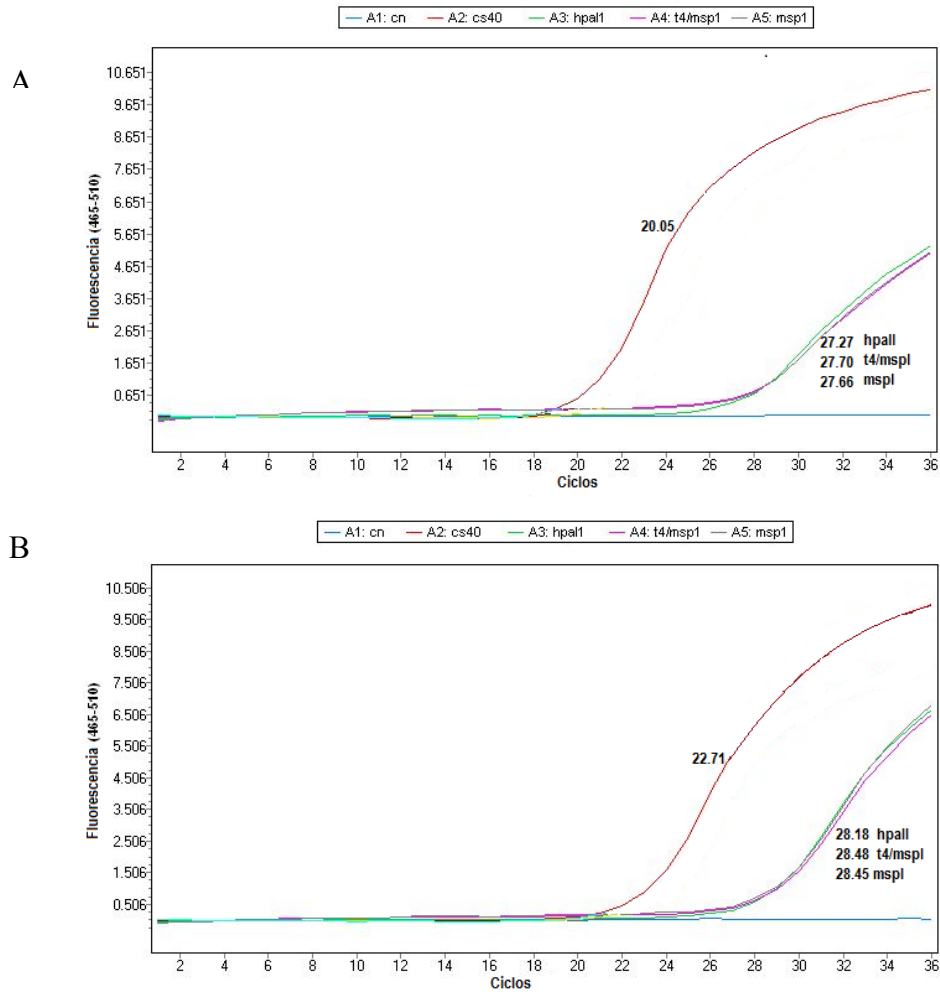 A1: cn A2: cs40 A3: hpal1 A4: t4/msp1 A5: msp1
A
10.651
9.651
8.651
7.651
6.651
5.651
4.651
3.651
2.651
1.651
0.651
Fluorescencia (465-510)
20.05
27.27 hpall
27.70 t4/mspl
27.66 mspl
2 4 6 8 10 12 14 16 18 20 22 24 26 28 30 32 34 36
Ciclos
A1: cn A2: cs40 A3: hpal1 A4: t4/msp1 A5: msp1
B
10.506
9.506
8.506
7.506
6.506
5.506
4.506
3.506
2.506
1.506
0.506
Fluorescencia (465-510)
22.71
28.18 hpall
28.48 t4/mspl
28.45 mspl
2 4 6 8 10 12 14 16 18 20 22 24 26 28 30 32 34 36
Ciclos